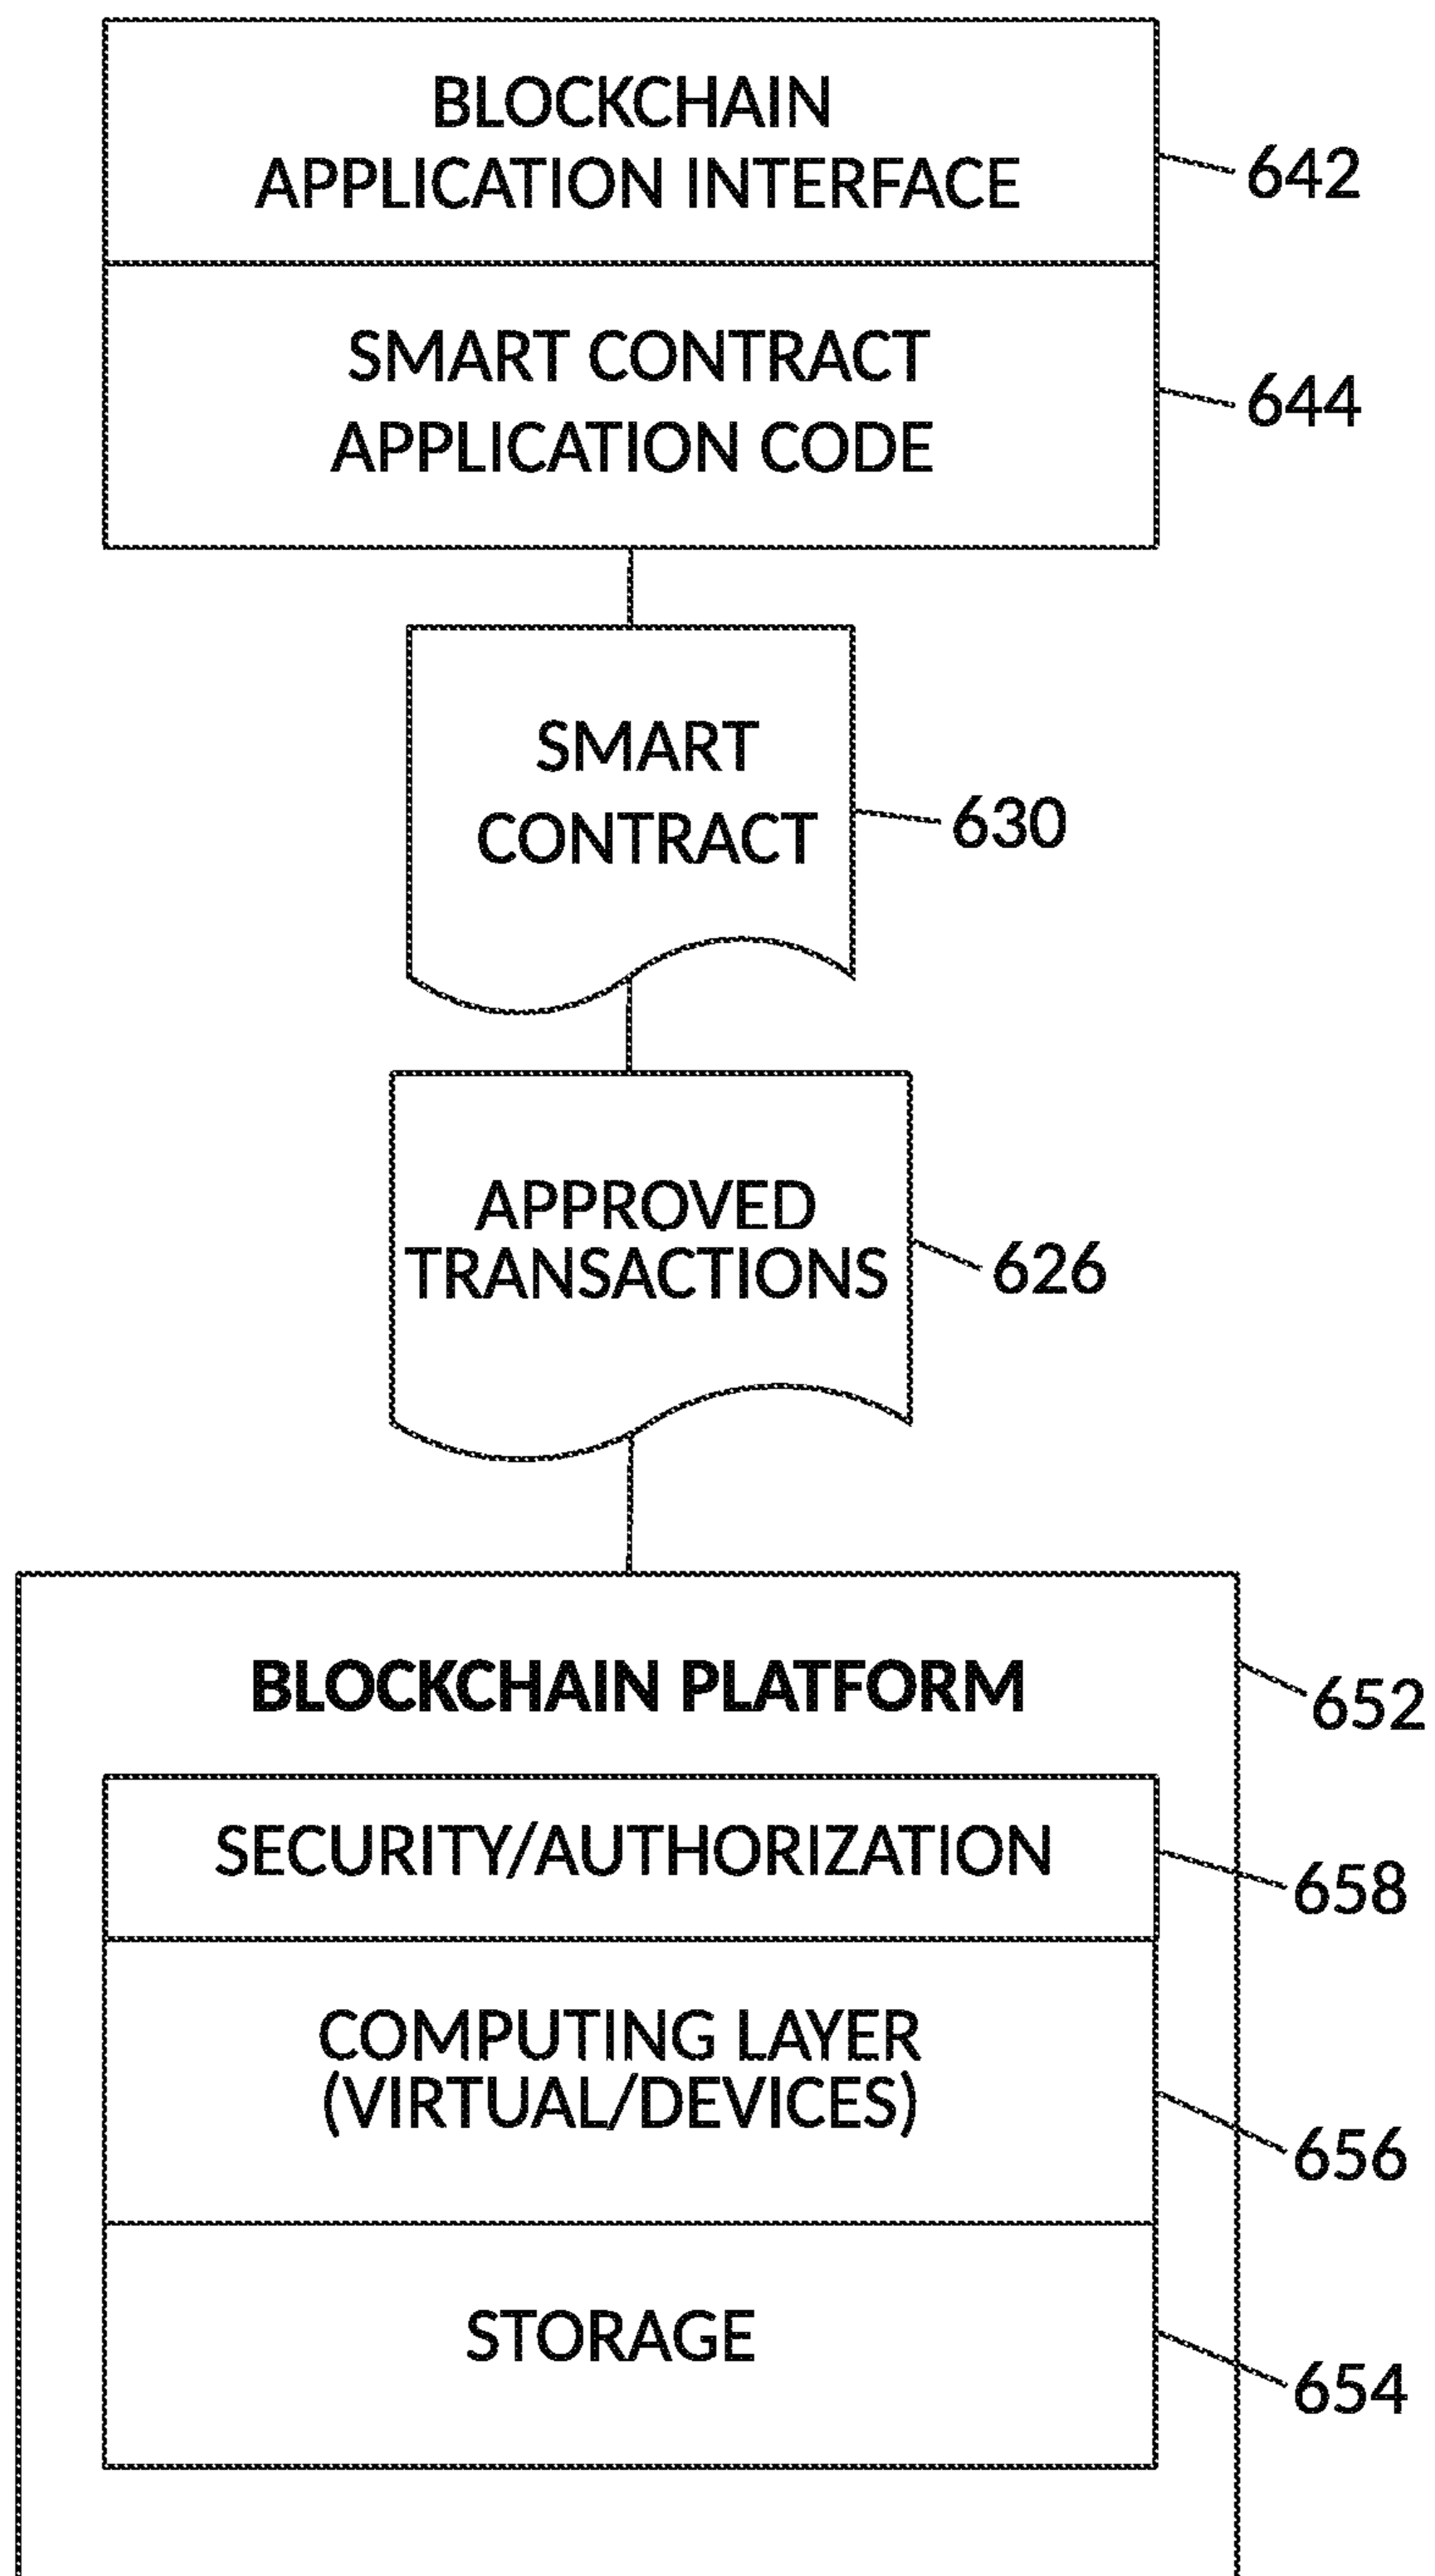 BLOCKCHAIN
APPLICATION INTERFACE
642
SMART CONTRACT
APPLICATION CODE
644
SMART
CONTRACT
630
APPROVED
TRANSACTIONS
626
BLOCKCHAIN PLATFORM
652
SECURITY/AUTHORIZATION
658
COMPUTING LAYER
(VIRTUAL/DEVICES)
656
STORAGE
654